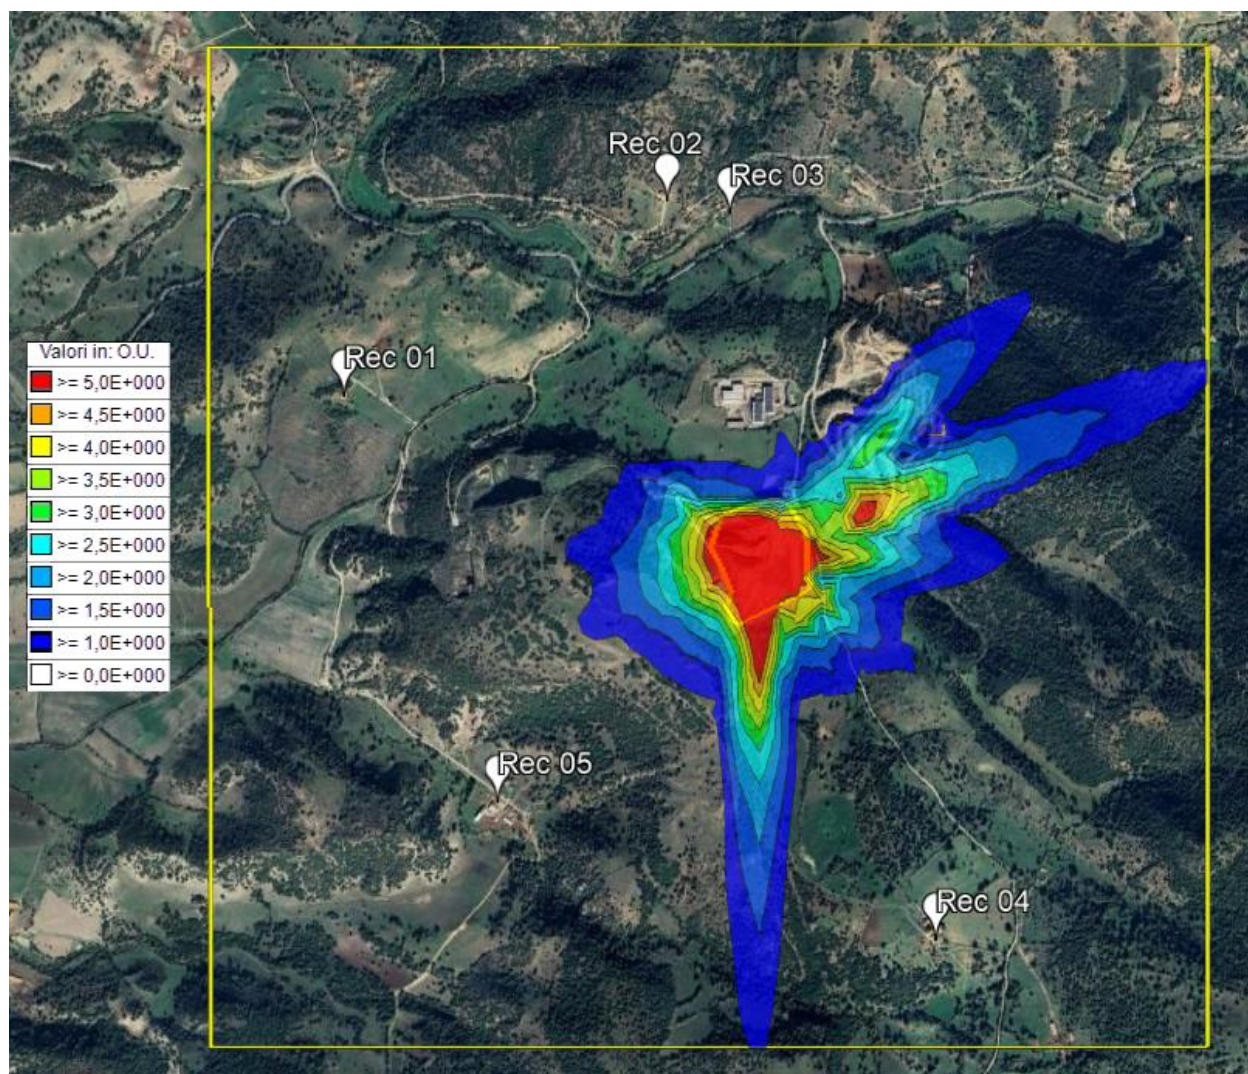 Rec 02
Rec 03
Rec 01
Valori in: O.U.
>= 5,0E+000
>= 4,5E+000
>= 4,0E+000
>= 3,5E+000
>= 3,0E+000
>= 2,5E+000
>= 2,0E+000
>= 1,5E+000
>= 1,0E+000
>= 0,0E+000
Rec 05
Rec 04